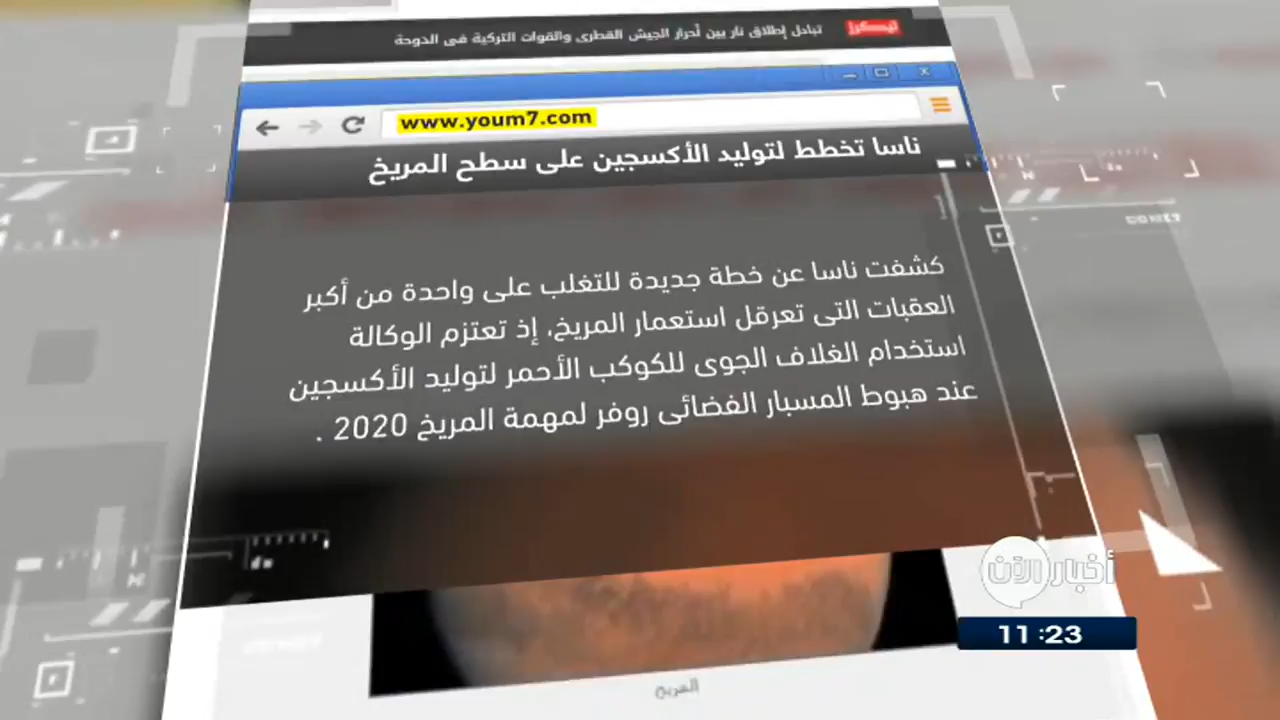 تيكرز
تبادل إطلاق نار بين أحرار الجيش القطرى والقوات التركية فى الدوحة
www.youm7.com
ناسا تخطط لتوليد الأكسجين على سطح المريخ
كشفت ناسا عن خطة جديدة للتغلب على واحدة من أكبر
العقبات التى تعرقل استعمار المريخ، إذ تعتزم الوكالة
استخدام الغلاف الجوى للكوكب الأحمر لتوليد الأكسجين
عند هبوط المسبار الفضائى روفر لمهمة المريخ 2020 .
أخبار الآن
11:23
المريخ